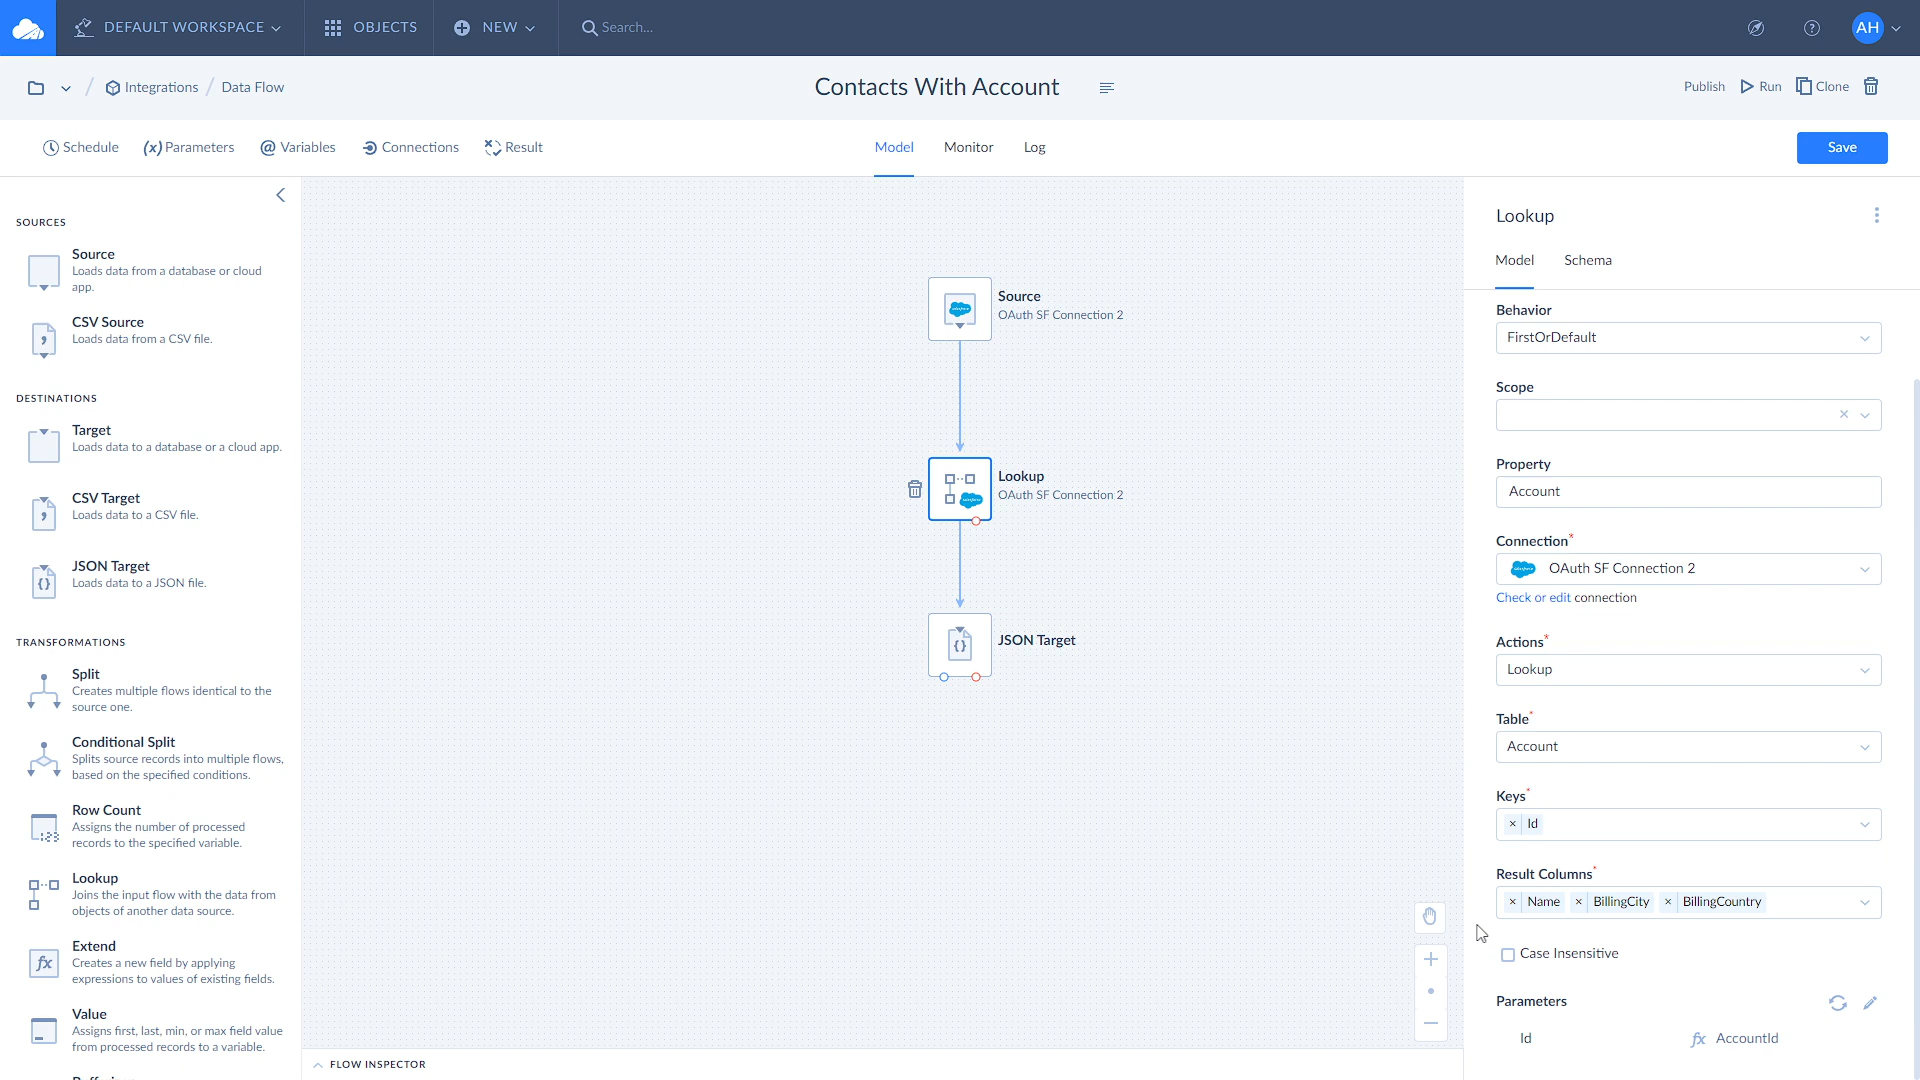 DEFAULT WORKSPACE
OBJECTS
NEW
Search...
AH
Integrations / Data Flow
Contacts With Account
Publish
Run
Clone
Schedule
(x) Parameters
@ Variables
Connections
Result
Model
Monitor
Log
Save
SOURCES
Source
Loads data from a database or cloud
app.
CSV Source
Loads data from a CSV file.
DESTINATIONS
Target
Loads data to a database or a cloud app.
CSV Target
Loads data to a CSV file.
JSON Target
Loads data to a JSON file.
TRANSFORMATIONS
Split
Creates multiple flows identical to the
source one.
Conditional Split
Splits source records into multiple flows,
based on the specified conditions.
Row Count
Assigns the number of processed
records to the specified variable.
Lookup
Joins the input flow with the data from
objects of another data source.
Extend
fx
Creates a new field by applying
expressions to values of existing fields.
Value
Assigns first, last, min, or max field value
from processed records to a variable.
Source
OAuth SF Connection 2
Lookup
OAuth SF Connection 2
JSON Target
FLOW INSPECTOR
Lookup
Model
Schema
Behavior
FirstOrDefault
Scope
Property
Account
Connection*
OAuth SF Connection 2
Check or edit connection
Actions*
Lookup
Table*
Account
Keys*
× Id
Result Columns*
× Name × BillingCity × BillingCountry
Case Insensitive
Parameters
Id
fx AccountId